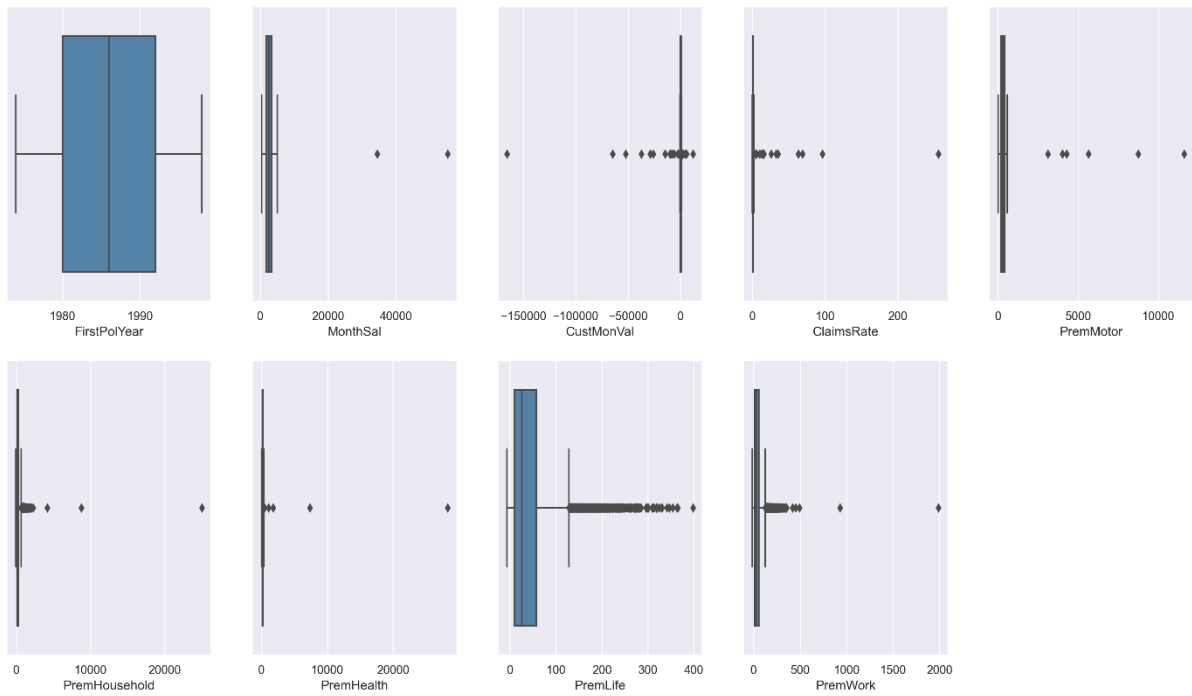 1980 1990
FirstPolYear
0 20000 40000
MonthSal
−150000 −100000 −50000 0
CustMonVal
0 100 200
ClaimsRate
0 5000 10000
PremMotor
0 10000 20000
PremHousehold
0 20000
PremHealth
0 100 200 300 400
PremLife
0 500 1000 1500 2000
PremWork